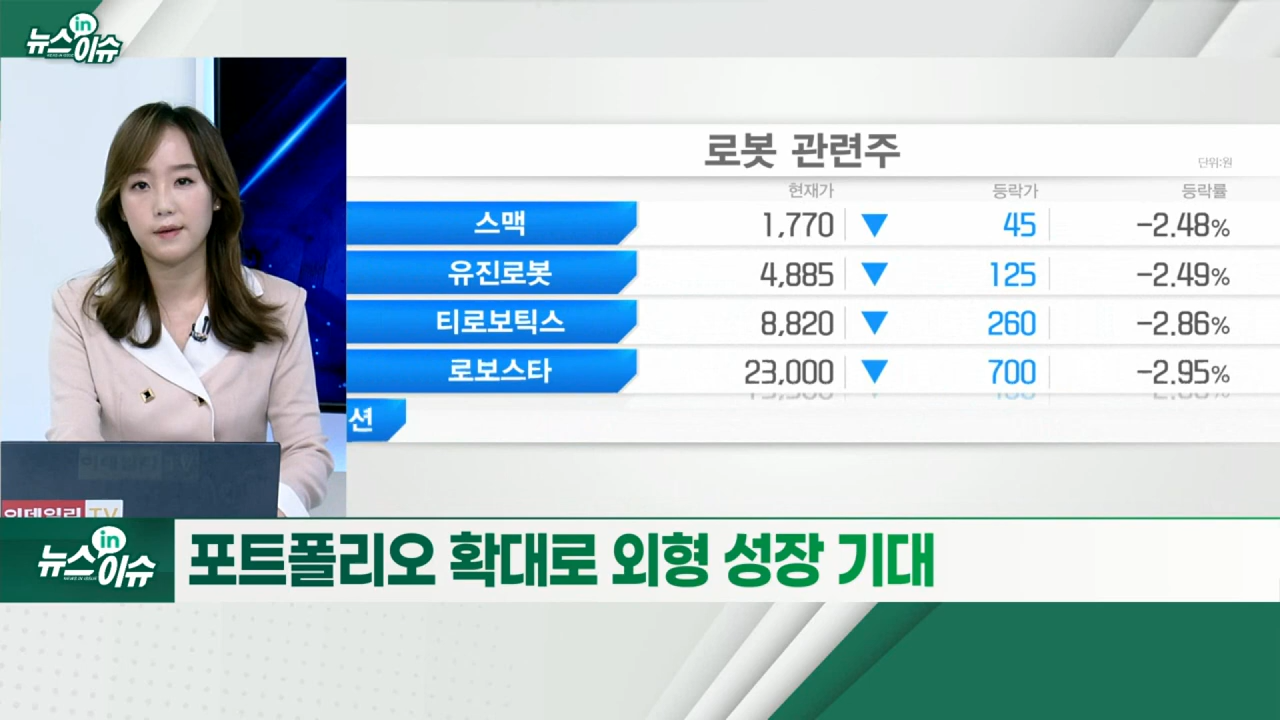 뉴스in이슈
로봇 관련주
단위:원
현재가 등락가 등락률
스맥 1,770 ▼ 45 -2.48%
유진로봇 4,885 ▼ 125 -2.49%
티로보틱스 8,820 ▼ 260 -2.86%
로보스타 23,000 ▼ 700 -2.95%
션
이데일리TV
뉴스in이슈
NEWS IN ISSUE
포트폴리오 확대로 외형 성장 기대